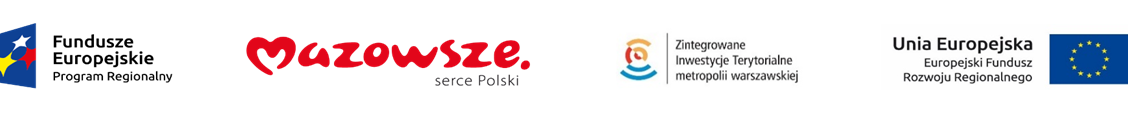 Fundusze
Europejskie
Program Regionalny
mazowsze.
serce Polski
Zintegrowane
Inwestycje Terytorialne
metropolii warszawskiej
Unia Europejska
Europejski Fundusz
Rozwoju Regionalnego